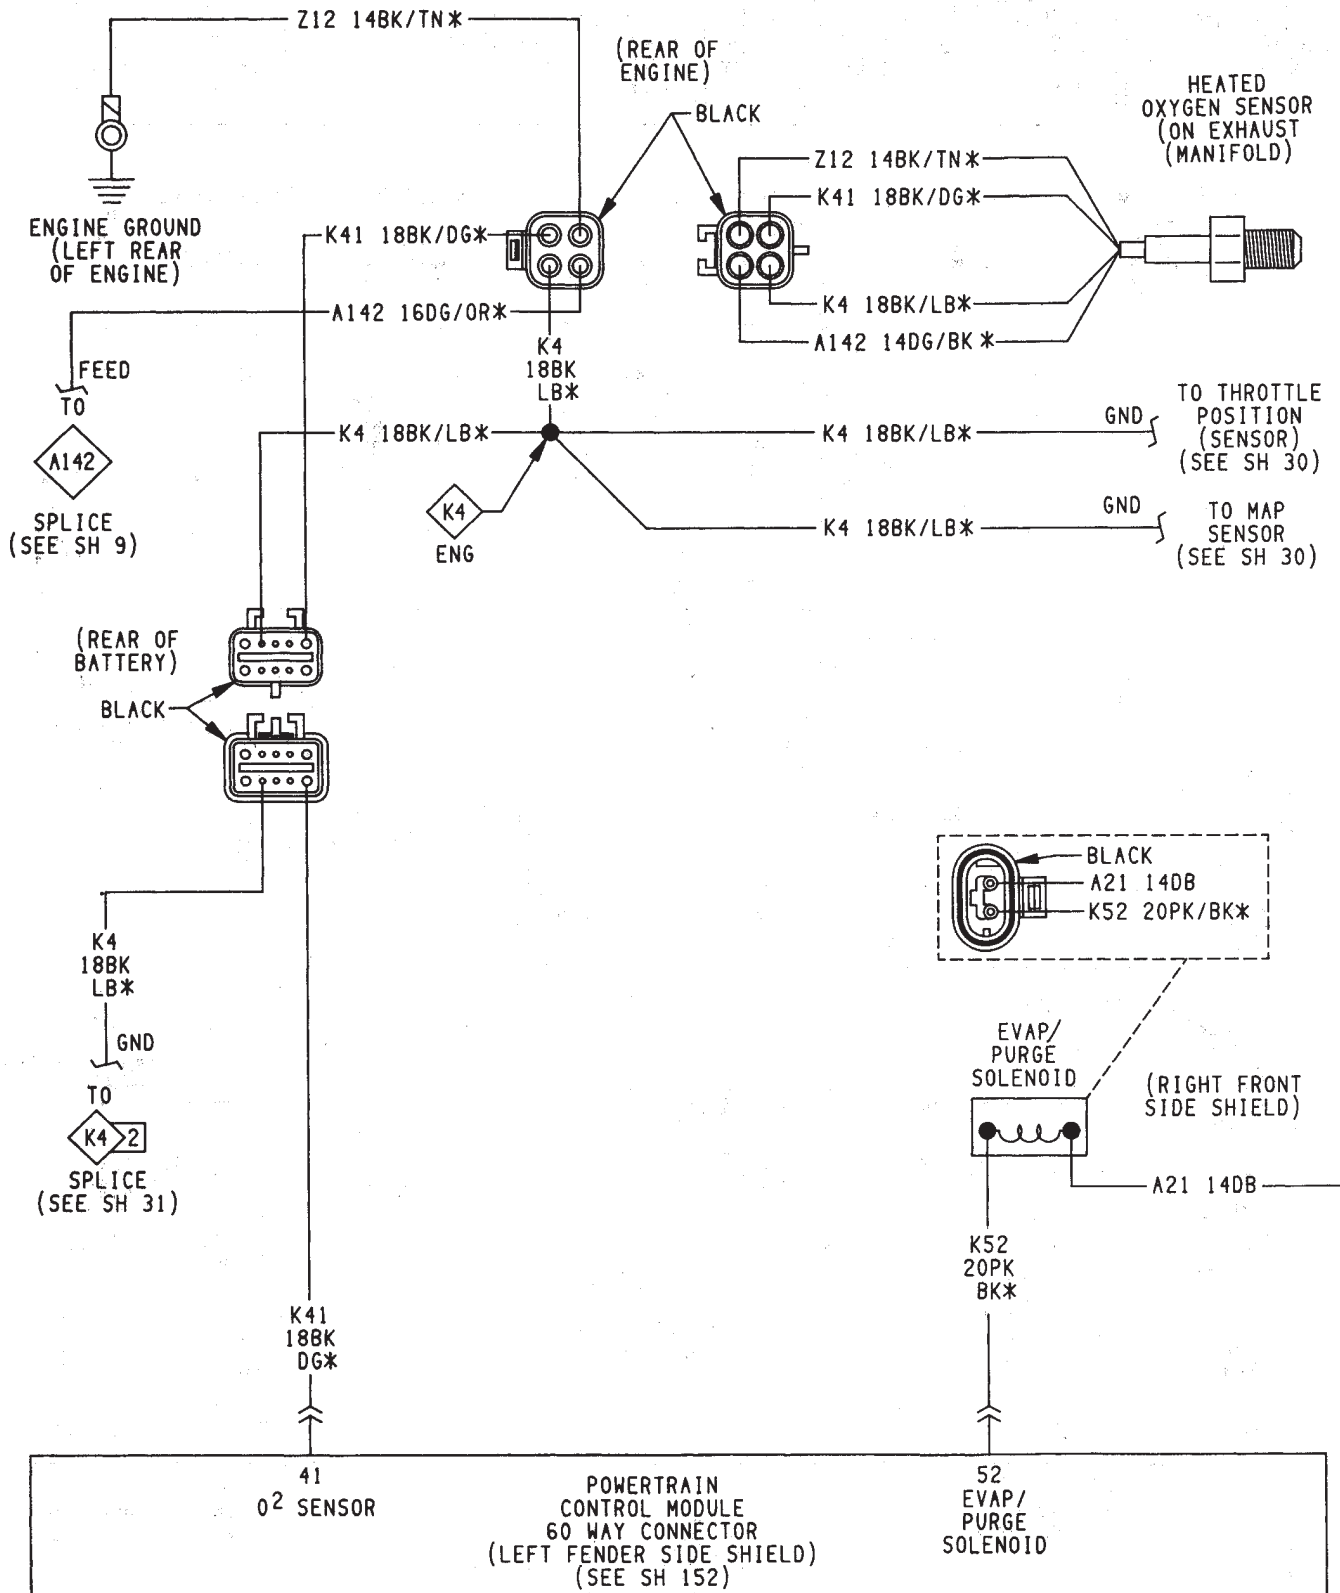 Z12 14BK/TN*
(REAR OF
ENGINE)
BLACK
HEATED
OXYGEN SENSOR
(ON EXHAUST
(MANIFOLD)
Z12 14BK/TN*
K41 18BK/DG*
ENGINE GROUND
(LEFT REAR
OF ENGINE)
K41 18BK/DG*
A142 16DG/OR*
K4 18BK/LB*
A142 14DG/BK*
FEED
TO
A142
SPLICE
(SEE SH 9)
K4
18BK
LB*
K4 18BK/LB*
K4 18BK/LB*
GND
TO THROTTLE
POSITION
(SENSOR)
(SEE SH 30)
K4
ENG
K4 18BK/LB*
GND
TO MAP
SENSOR
(SEE SH 30)
(REAR OF
BATTERY)
BLACK
BLACK
A21 14DB
K52 20PK/BK*
K4
18BK
LB*
GND
TO
K4 2
SPLICE
(SEE SH 31)
EVAP/
PURGE
SOLENOID
(RIGHT FRONT
SIDE SHIELD)
A21 14DB
K52
20PK
BK*
K41
18BK
DG*
41
O2 SENSOR
POWERTRAIN
CONTROL MODULE
60 WAY CONNECTOR
(LEFT FENDER SIDE SHIELD)
(SEE SH 152)
52
EVAP/
PURGE
SOLENOID